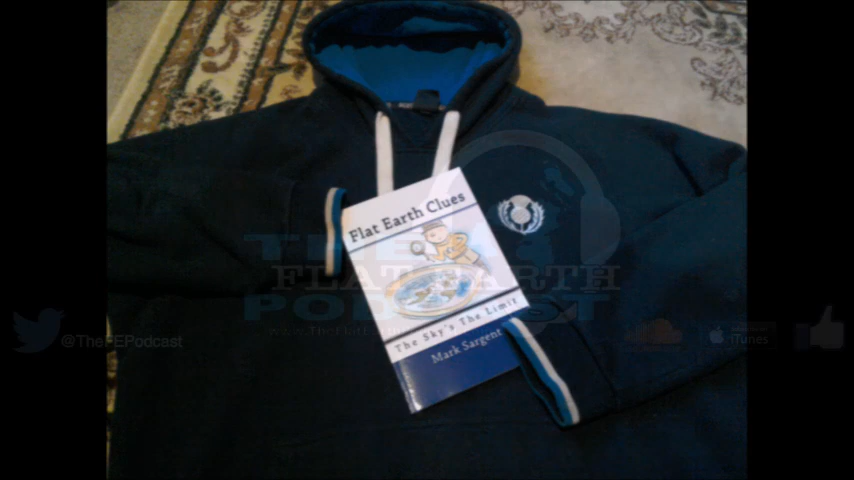 Flat Earth Clues
THE
FLAT EARTH
PODCAST
The Sky's The Limit
Mark Sargent
@TheFEPodcast
iTunes